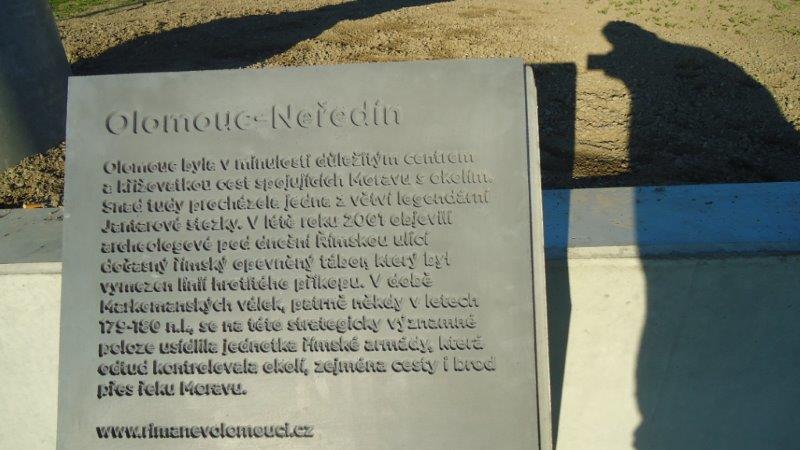 Olomouc-Neředín
Olomouc byla v minulosti důležitým centrem
a křižovatkou cest spojujících Moravu s okolím.
Snad tudy procházela jedna z větví legendární
Jantarové stezky. V létě roku 2001 objevili
archeologové pod dnešní Římskou ulicí
dočasný římský opevněný tábor, který byl
vymezen linií hrotitého příkopu. V době
Markomanských válek, patrně někdy v letech
179-180 n.l., se na této strategicky významné
poloze usídlila jednotka římské armády, která
odtud kontrolovala okolí, zejména cesty i brod
přes řeku Moravu.
www.rimanevolomouci.cz